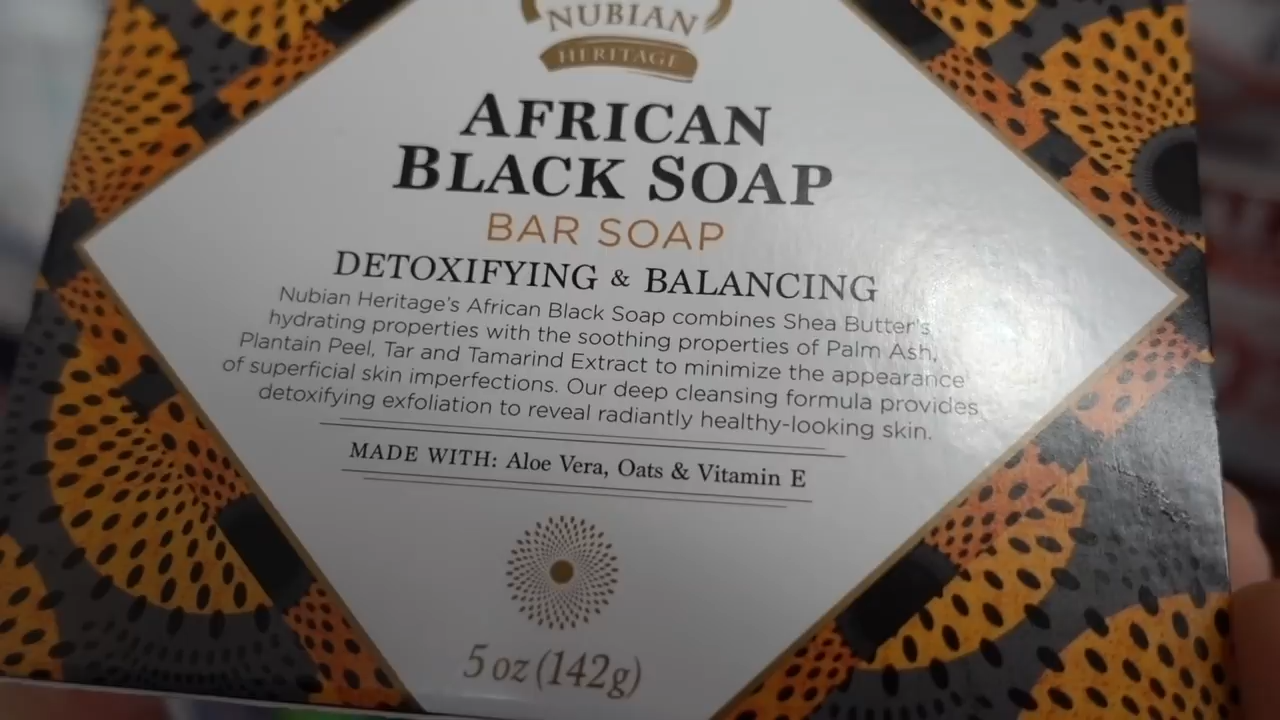 NUBIAN
HERITAGE
AFRICAN
BLACK SOAP
BAR SOAP
DETOXIFYING & BALANCING
Nubian Heritage's African Black Soap combines Shea Butter's
hydrating properties with the soothing properties of Palm Ash,
Plantain Peel, Tar and Tamarind Extract to minimize the appearance
of superficial skin imperfections. Our deep cleansing formula provides
detoxifying exfoliation to reveal radiantly healthy-looking skin.
MADE WITH: Aloe Vera, Oats & Vitamin E
5 oz (142g)